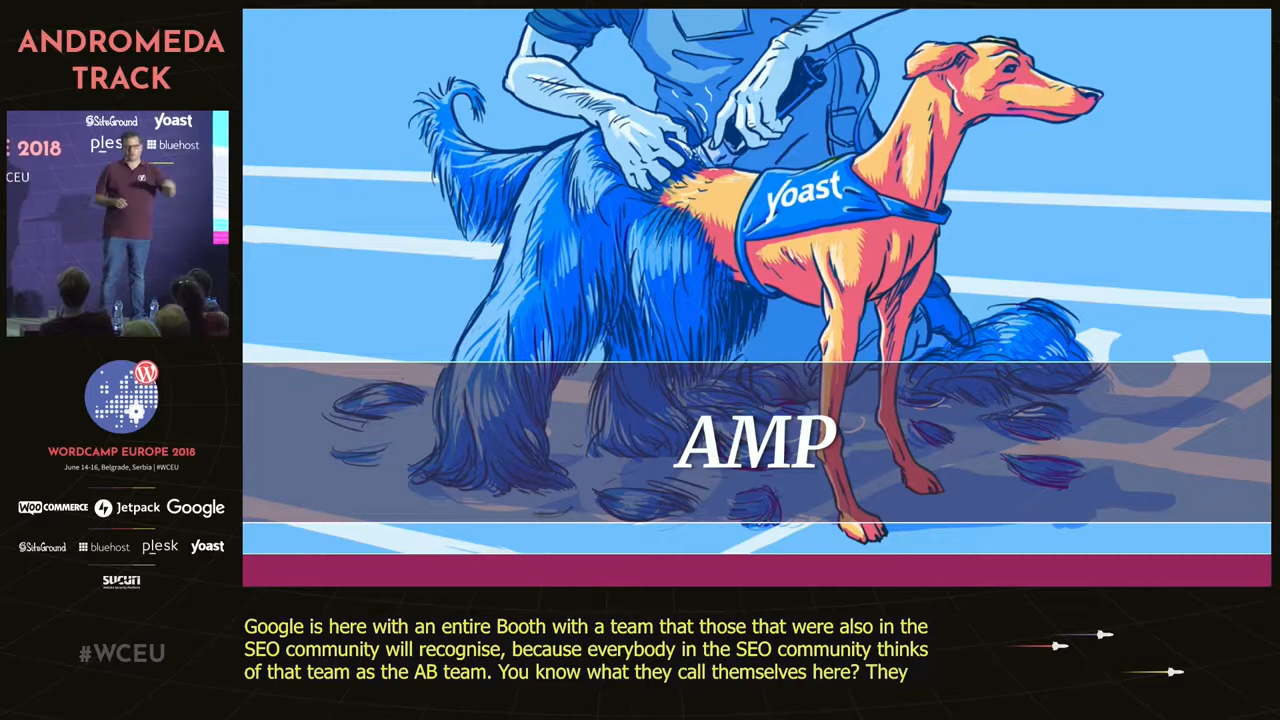 ANDROMEDA
TRACK
SiteGround
yoast
E 2018
bluehost
CEU
WORDCAMP EUROPE 2018
June 14-16, Belgrade, Serbia | #WCEU
WOO COMMERCE
Jetpack
Google
SiteGround
bluehost
plesk
yoast
SUCURI
#WCEU
yoast
AMP
Google is here with an entire Booth with a team that those that were also in the
SEO community will recognise, because everybody in the SEO community thinks
of that team as the AB team. You know what they call themselves here? They